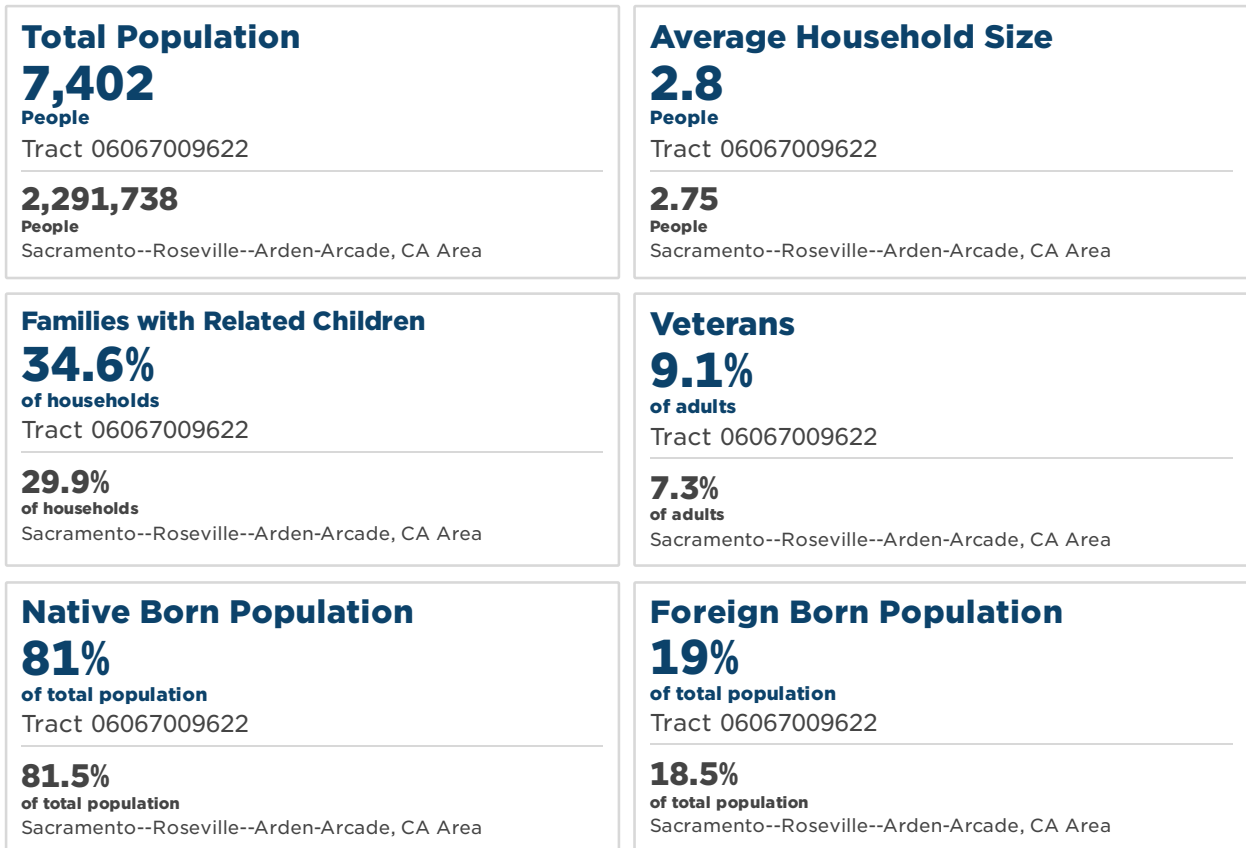 Total Population
7,402
People
Tract 06067009622
2,291,738
People
Sacramento--Roseville--Arden-Arcade, CA Area
Average Household Size
2.8
People
Tract 06067009622
2.75
People
Sacramento--Roseville--Arden-Arcade, CA Area
Families with Related Children
34.6%
of households
Tract 06067009622
29.9%
of households
Sacramento--Roseville--Arden-Arcade, CA Area
Veterans
9.1%
of adults
Tract 06067009622
7.3%
of adults
Sacramento--Roseville--Arden-Arcade, CA Area
Native Born Population
81%
of total population
Tract 06067009622
81.5%
of total population
Sacramento--Roseville--Arden-Arcade, CA Area
Foreign Born Population
19%
of total population
Tract 06067009622
18.5%
of total population
Sacramento--Roseville--Arden-Arcade, CA Area